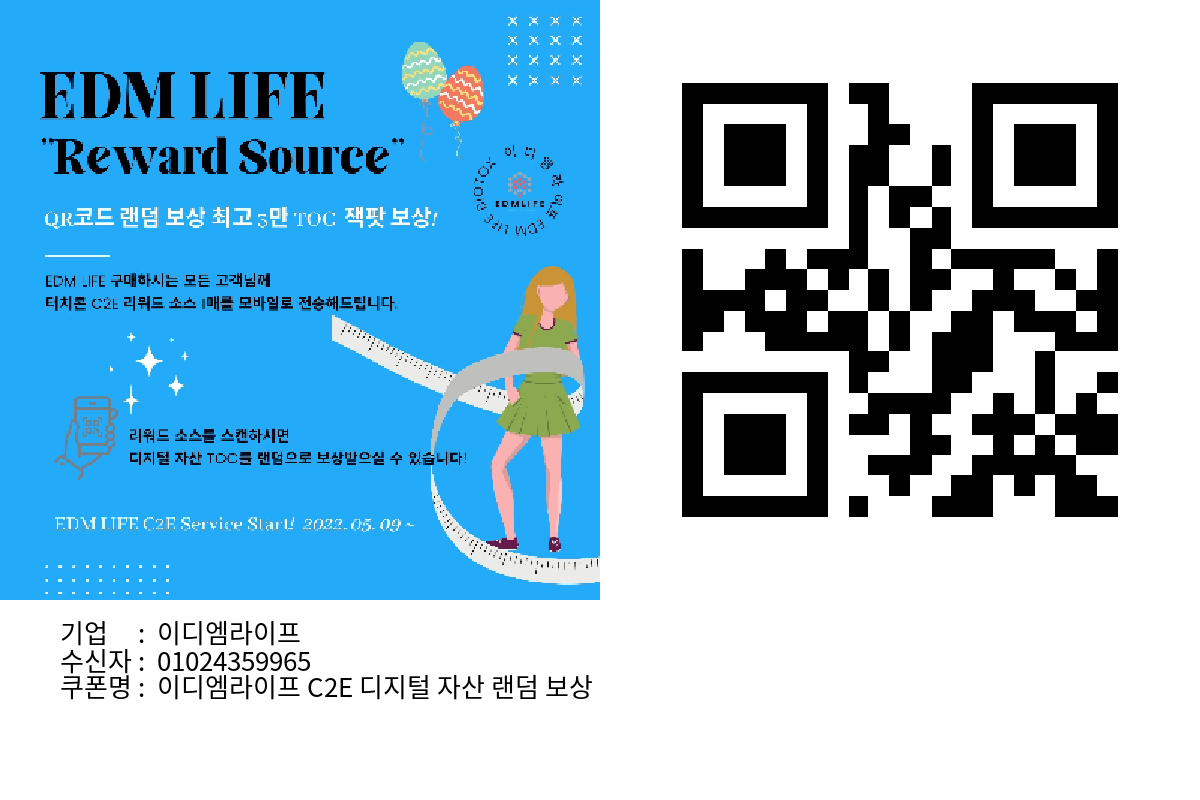 EDM LIFE
"Reward Source"
이디엠라이프 EDM LIFE DIOTOX
EDMLIFE
QR코드 랜덤 보상 최고 5만 TOC 잭팟 보상!
EDM LIFE 구매하시는 모든 고객님께
터치콘 C2E 리워드 소스 1매를 모바일로 전송해드립니다.
리워드 소스를 스캔하시면
디지털 자산 TOC를 랜덤으로 보상받으실 수 있습니다!
EDM LIFE C2E Service Start! 2022. 05. 09 ~
기업 : 이디엠라이프
수신자 : 01024359965
쿠폰명 : 이디엠라이프 C2E 디지털 자산 랜덤 보상